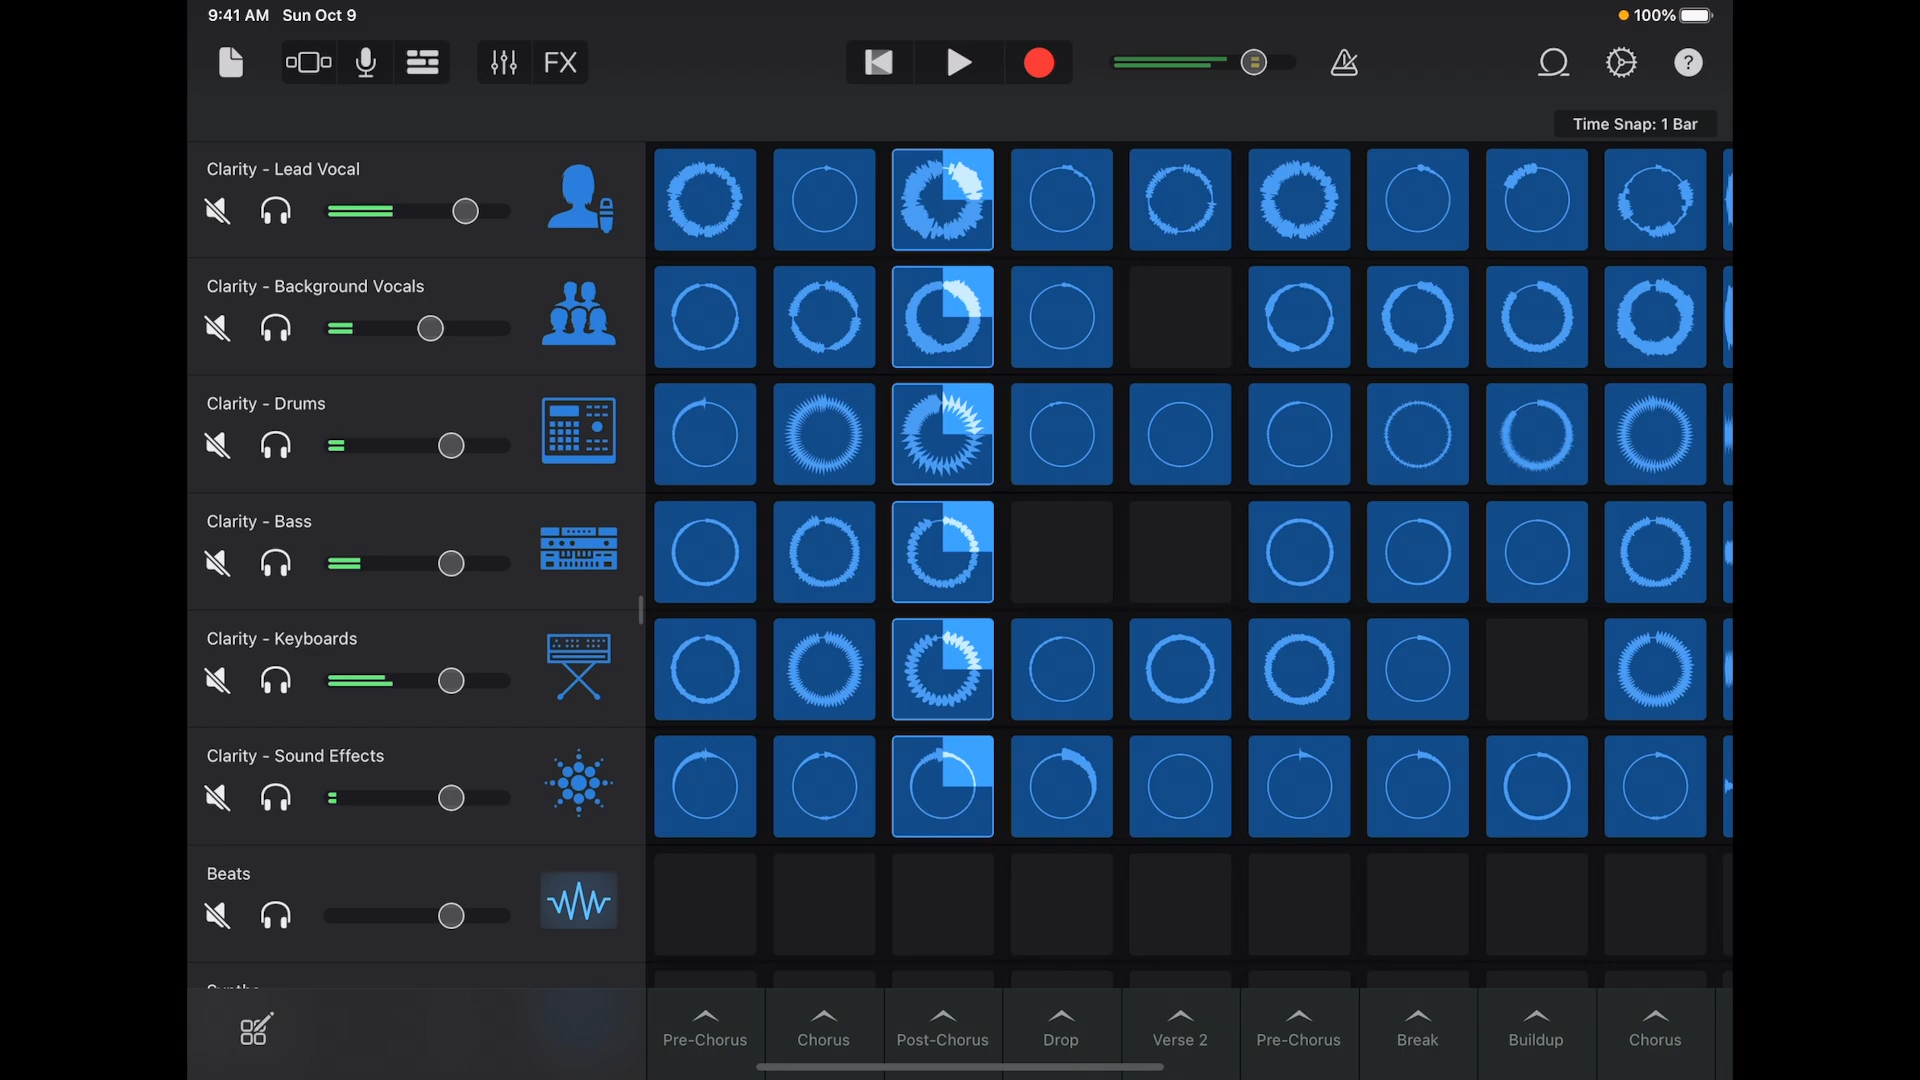 9:41 AM Sun Oct 9
100%
FX
?
Time Snap: 1 Bar
Clarity - Lead Vocal
Clarity - Background Vocals
Clarity - Drums
Clarity - Bass
Clarity - Keyboards
Clarity - Sound Effects
Beats
Pre-Chorus Chorus Post-Chorus Drop Verse 2 Pre-Chorus Break Buildup Chorus